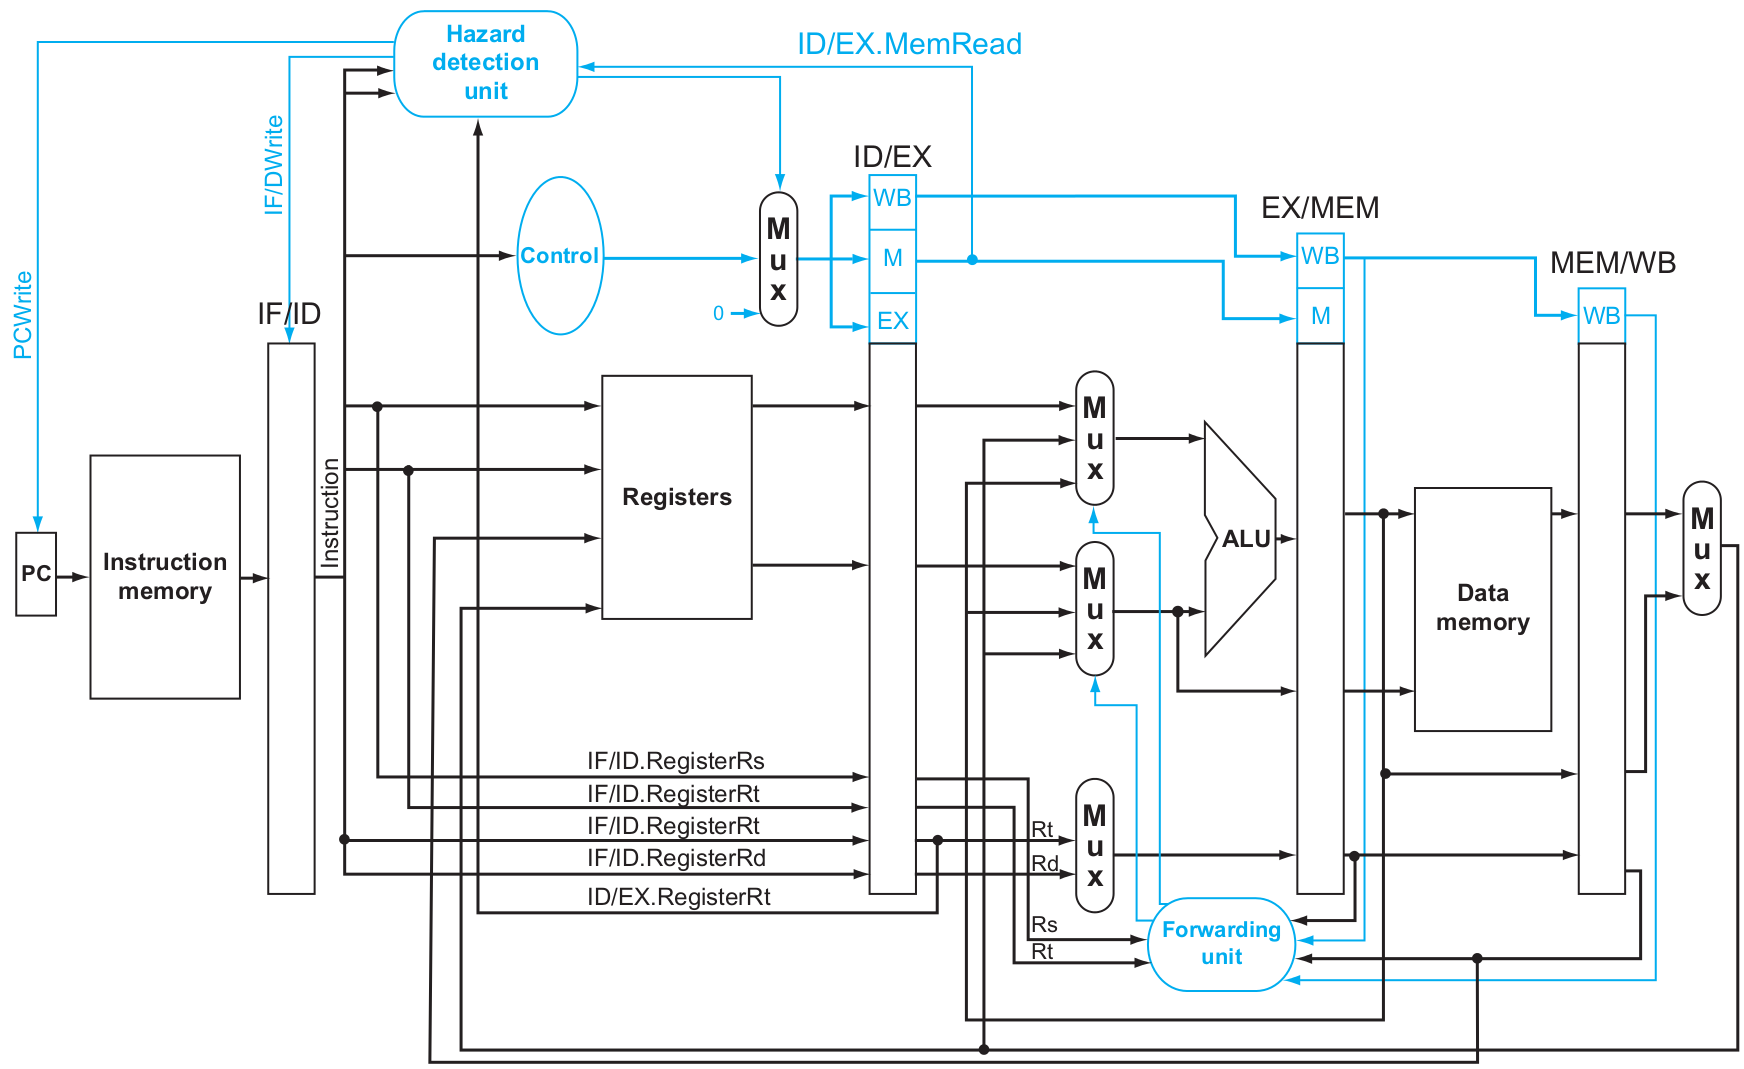 Hazard
detection
unit
ID/EX.MemRead
IF/DWrite
PCWrite
ID/EX
WB
M
EX
EX/MEM
WB
M
MEM/WB
WB
Control
M
u
x
0
IF/ID
PC
Instruction
memory
Instruction
Registers
M
u
x
M
u
x
ALU
Data
memory
M
u
x
IF/ID.RegisterRs
IF/ID.RegisterRt
IF/ID.RegisterRt
IF/ID.RegisterRd
ID/EX.RegisterRt
Rt
Rd
M
u
x
Rs
Rt
Forwarding
unit